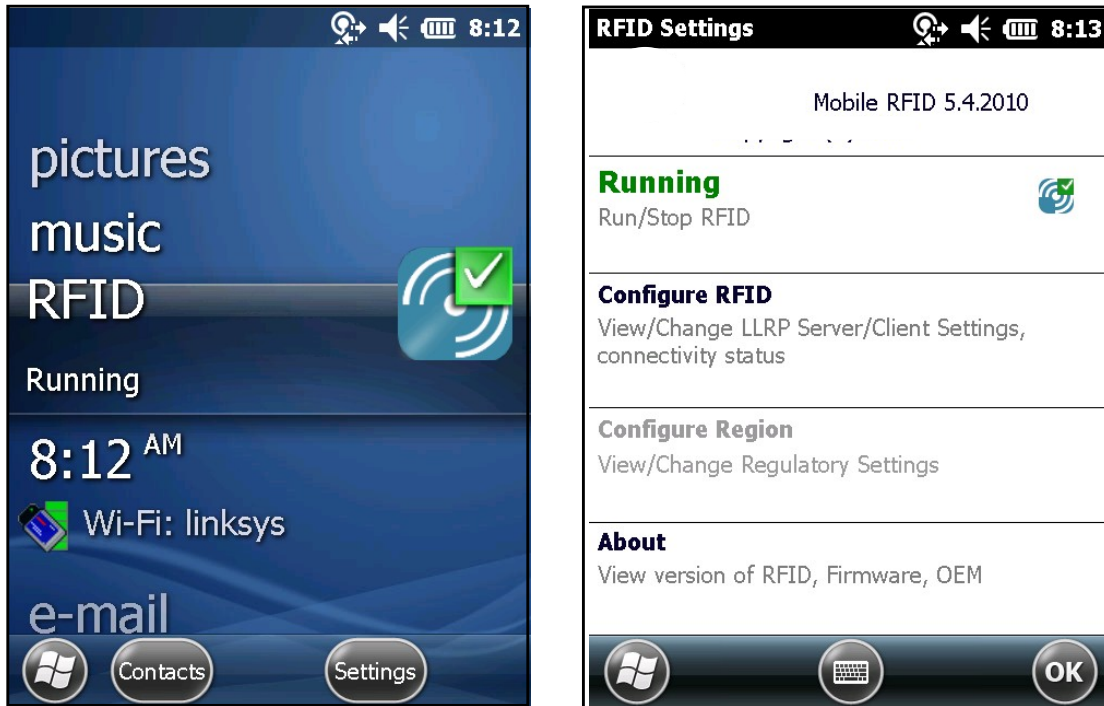 8:12
pictures
music
RFID
Running
8:12 AM
Wi-Fi: linksys
e-mail
Contacts
Settings
RFID Settings
8:13
Mobile RFID 5.4.2010
Running
Run/Stop RFID
Configure RFID
View/Change LLRP Server/Client Settings,
connectivity status
Configure Region
View/Change Regulatory Settings
About
View version of RFID, Firmware, OEM
OK